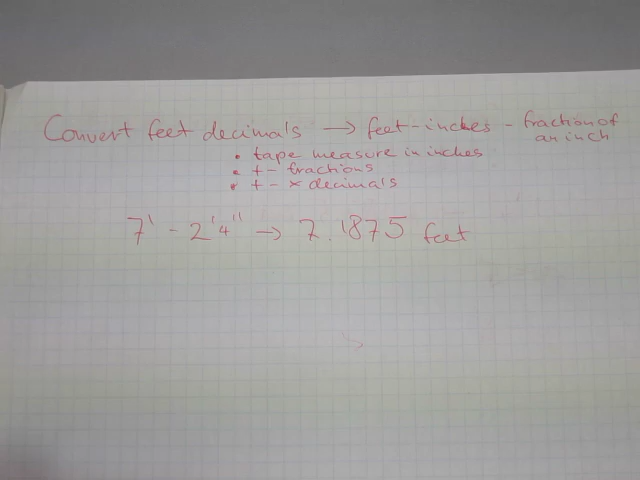 Convert feet decimals → feet-inches - fraction of an inch
• tape measure in inches
• + - fractions
• + - x decimals
7' - 2 1/4" → 7.1875 feet